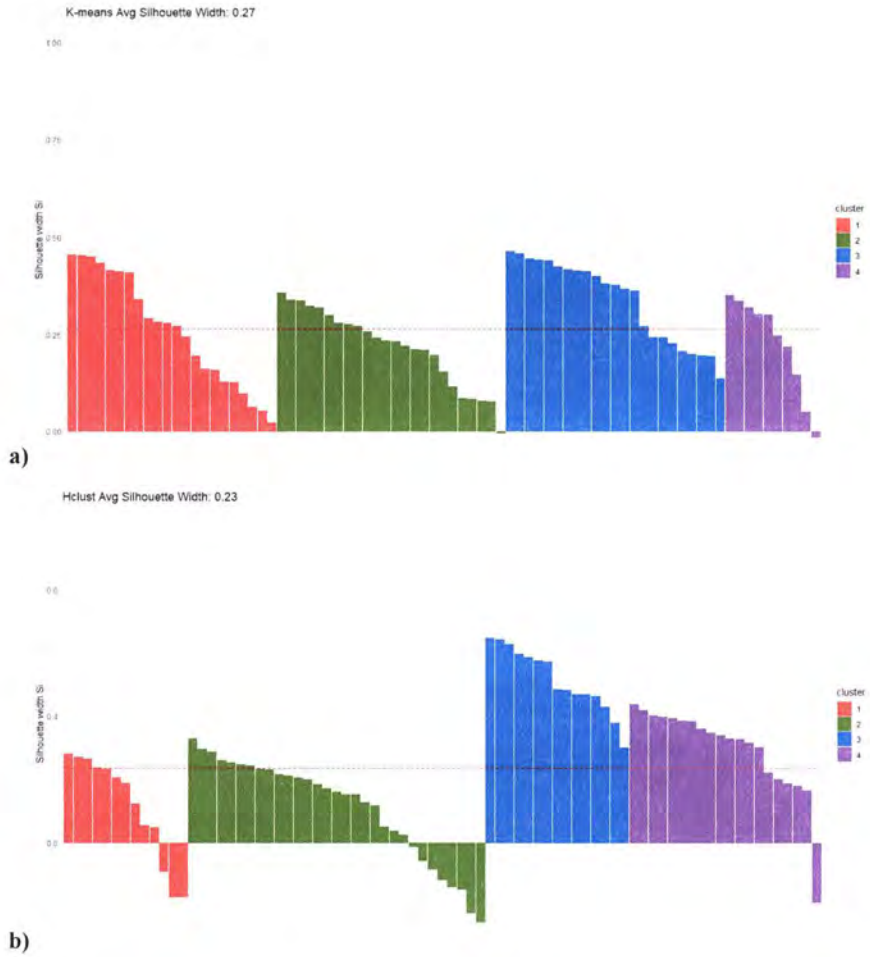 K-means Avg Silhouette Width: 0.27
1.00
0.75
0.50
0.25
0.00
Silhouette width Si
cluster
1
2
3
4
a)
Hclust Avg Silhouette Width: 0.23
0.8
0.4
0.0
Silhouette width Si
cluster
1
2
3
4
b)